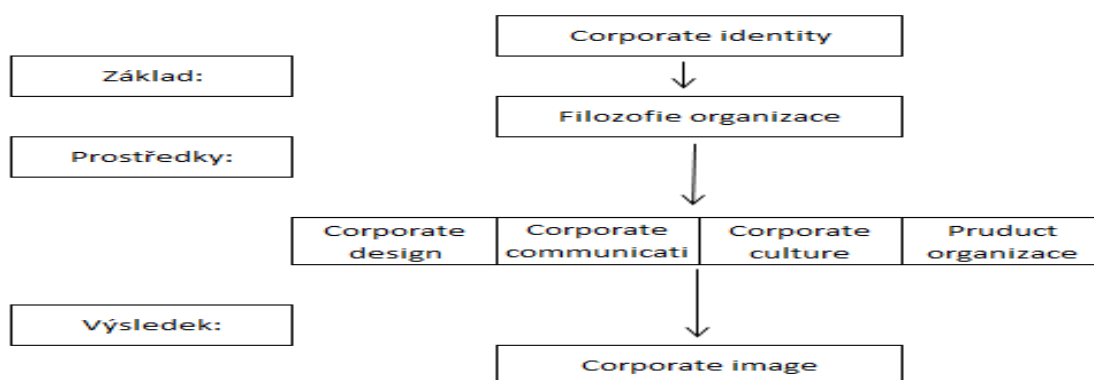 Corporate identity
Základ:
Filozofie organizace
Prostředky:
Corporate
design
Corporate
communicati
Corporate
culture
Pruduct
organizace
Výsledek:
Corporate image